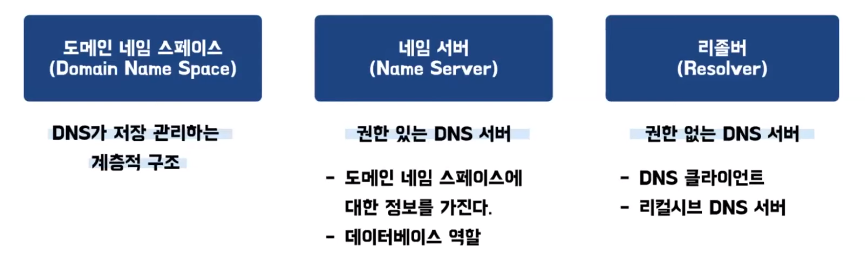 도메인 네임 스페이스
(Domain Name Space)
DNS가 저장 관리하는
계층적 구조
네임 서버
(Name Server)
권한 있는 DNS 서버
- 도메인 네임 스페이스에
대한 정보를 가진다.
- 데이터베이스 역할
리졸버
(Resolver)
권한 없는 DNS 서버
- DNS 클라이언트
- 리컬시브 DNS 서버